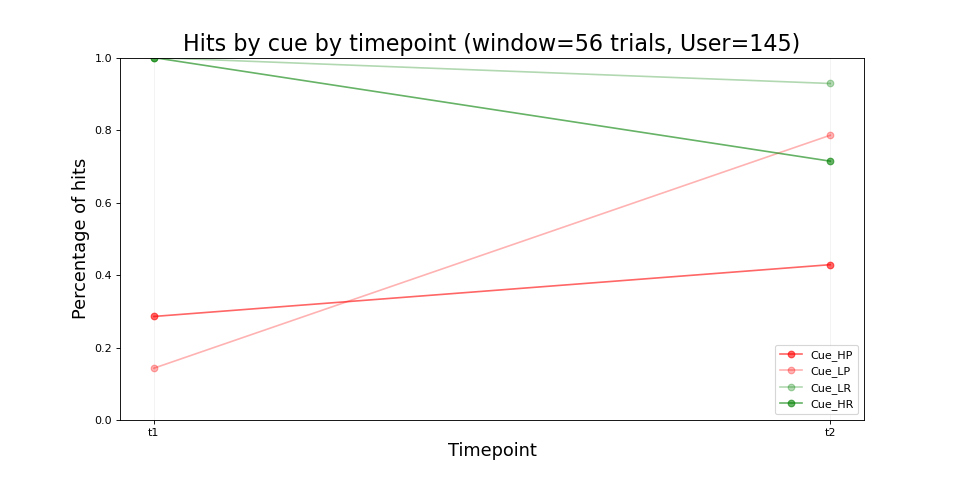 Hits by cue by timepoint (window=56 trials, User=145)
1.0
0.8
0.6
0.4
0.2
0.0
Percentage of hits
t1
t2
Timepoint
Cue_HP
Cue_LP
Cue_LR
Cue_HR